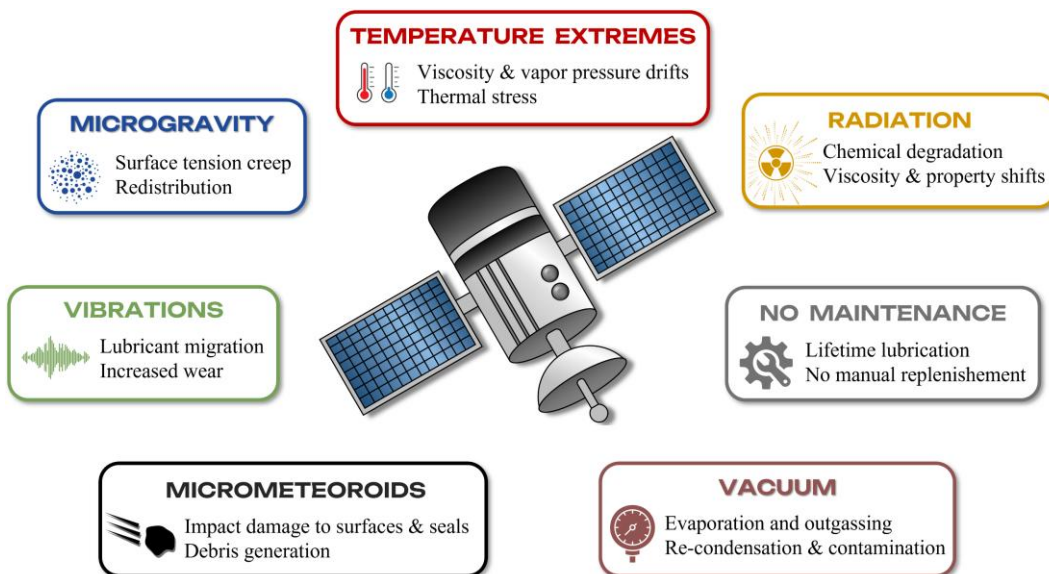 TEMPERATURE EXTREMES
Viscosity & vapor pressure drifts
Thermal stress
MICROGRAVITY
Surface tension creep
Redistribution
RADIATION
Chemical degradation
Viscosity & property shifts
VIBRATIONS
Lubricant migration
Increased wear
NO MAINTENANCE
Lifetime lubrication
No manual replenishement
MICROMETEOROIDS
Impact damage to surfaces & seals
Debris generation
VACUUM
Evaporation and outgassing
Re-condensation & contamination